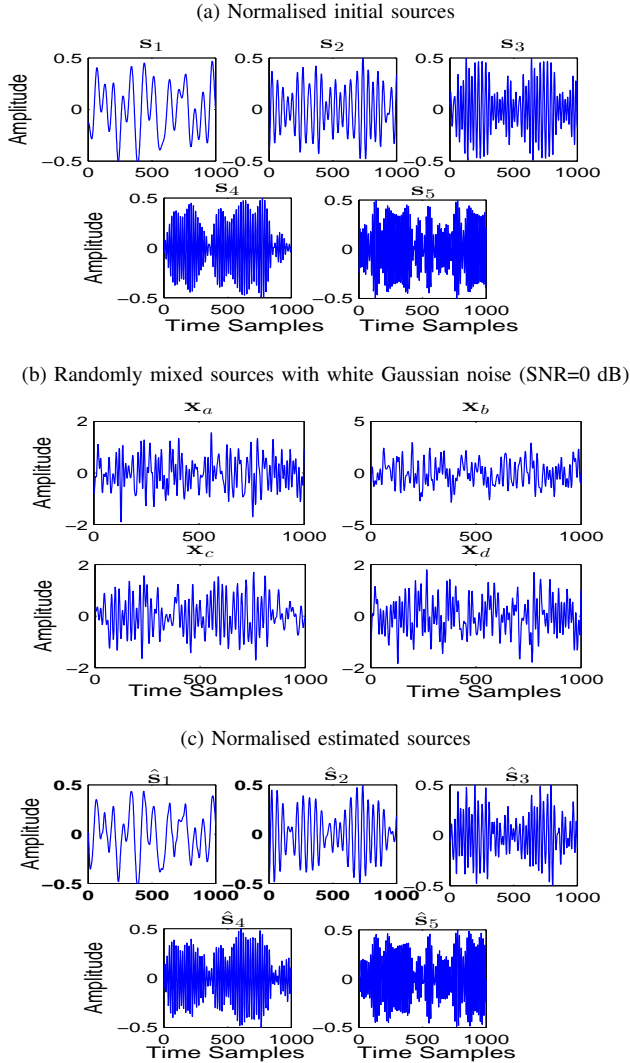 (a) Normalised initial sources
s₁ s₂ s₃
Amplitude
0.5 0 −0.5 0 500 1000
0.5 0 −0.5 0 500 1000
0.5 0 −0.5 0 500 1000
s₄ s₅
Amplitude
0.5 0 −0.5 0 500 1000
0.5 0 −0.5 0 500 1000
Time Samples Time Samples
(b) Randomly mixed sources with white Gaussian noise (SNR=0 dB)
xₐ x_b
Amplitude
2 0 −2 0 500 1000
5 0 −5 0 500 1000
x_c x_d
Amplitude
2 0 −2 0 500 1000
2 0 −2 0 500 1000
Time Samples Time Samples
(c) Normalised estimated sources
ŝ₁ ŝ₂ ŝ₃
Amplitude
0.5 0 −0.5 0 500 1000
0.5 0 −0.5 0 500 1000
0.5 0 −0.5 0 500 1000
ŝ₄ ŝ₅
Amplitude
0.5 0 −0.5 0 500 1000
0.5 0 −0.5 0 500 1000
Time Samples Time Samples